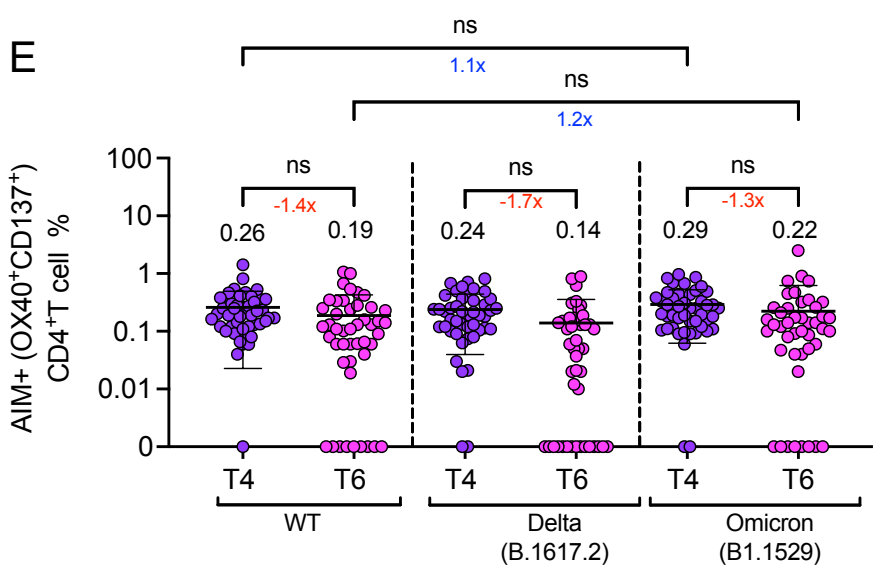 E
ns
1.1x
ns
1.2x
AIM+ (OX40⁺CD137⁺)
CD4⁺T cell %
100
10
1
0.1
0.01
0
ns
-1.4x
0.26
0.19
ns
-1.7x
0.24
0.14
ns
-1.3x
0.29
0.22
T4
T6
T4
T6
T4
T6
WT
Delta
(B.1617.2)
Omicron
(B1.1529)